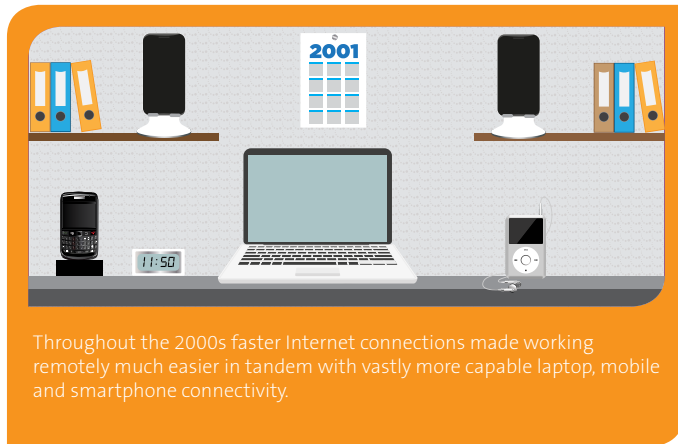 2001
11:50
Throughout the 2000s faster Internet connections made working
remotely much easier in tandem with vastly more capable laptop, mobile
and smartphone connectivity.